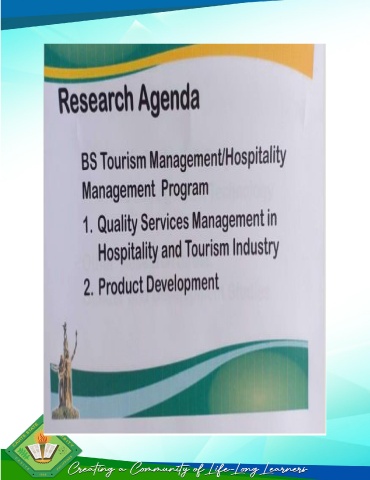 Research Agenda
BS Tourism Management/Hospitality
Management Program
1. Quality Services Management in
Hospitality and Tourism Industry
2. Product Development
Creating a Community of Life-Long Learners